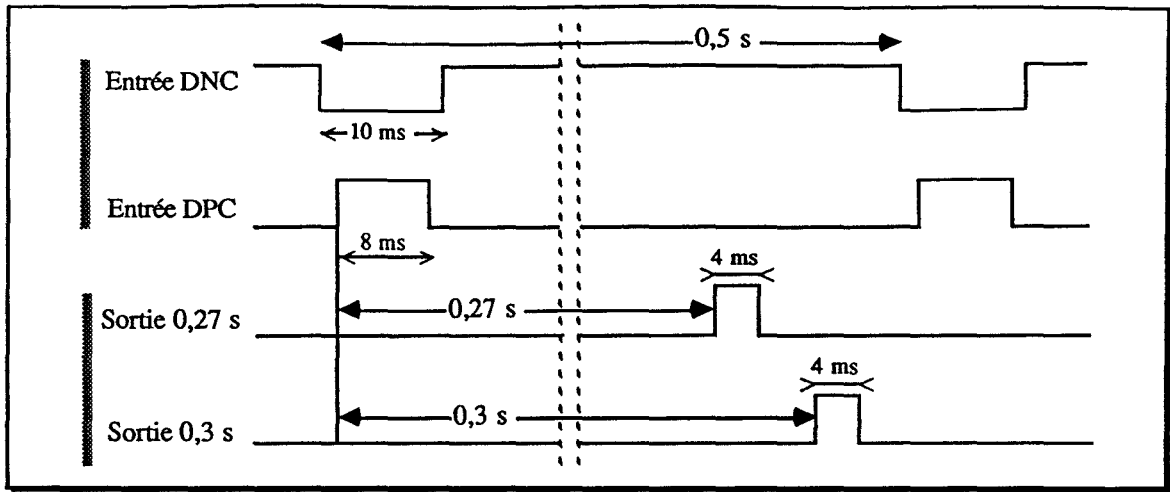 0,5 s
Entrée DNC
10 ms
Entrée DPC
8 ms
4 ms
0,27 s
Sortie 0,27 s
4 ms
0,3 s
Sortie 0,3 s